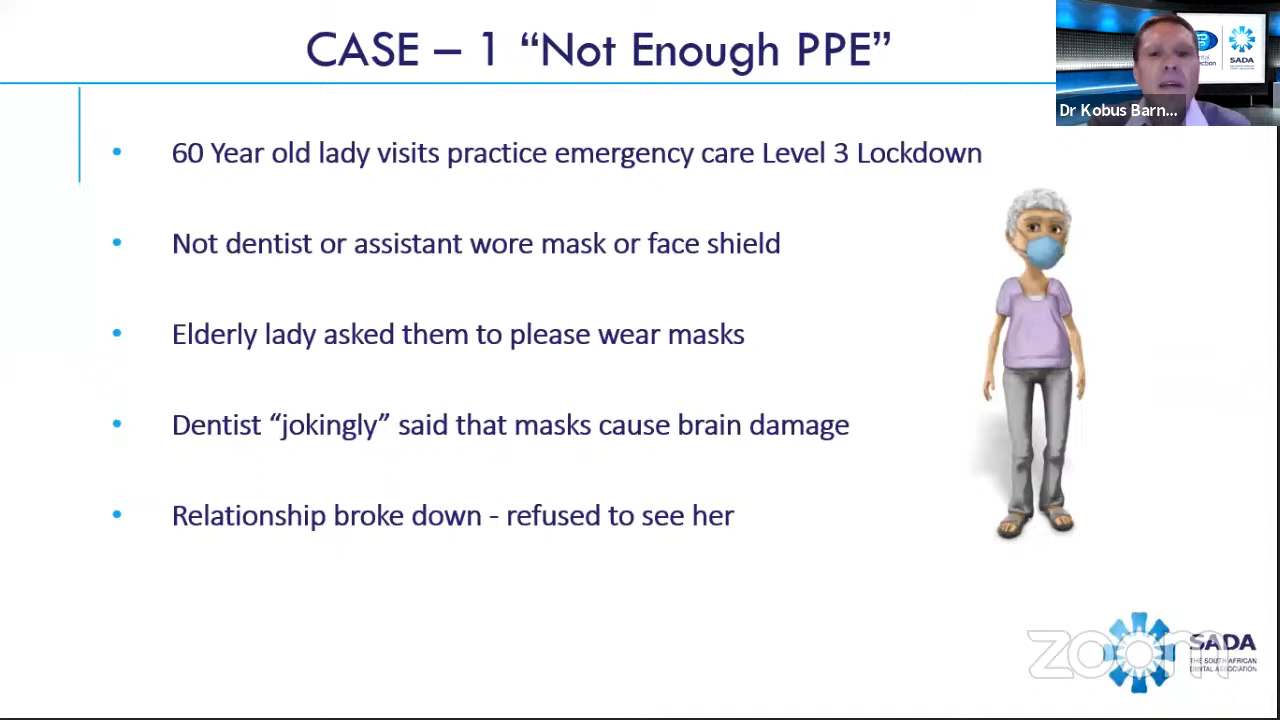 CASE – 1 “Not Enough PPE”
SADA
Dr Kobus Barn...
• 60 Year old lady visits practice emergency care Level 3 Lockdown
• Not dentist or assistant wore mask or face shield
• Elderly lady asked them to please wear masks
• Dentist “jokingly” said that masks cause brain damage
• Relationship broke down - refused to see her
zoom
SADA
THE SOUTH AFRICAN
DENTAL ASSOCIATION